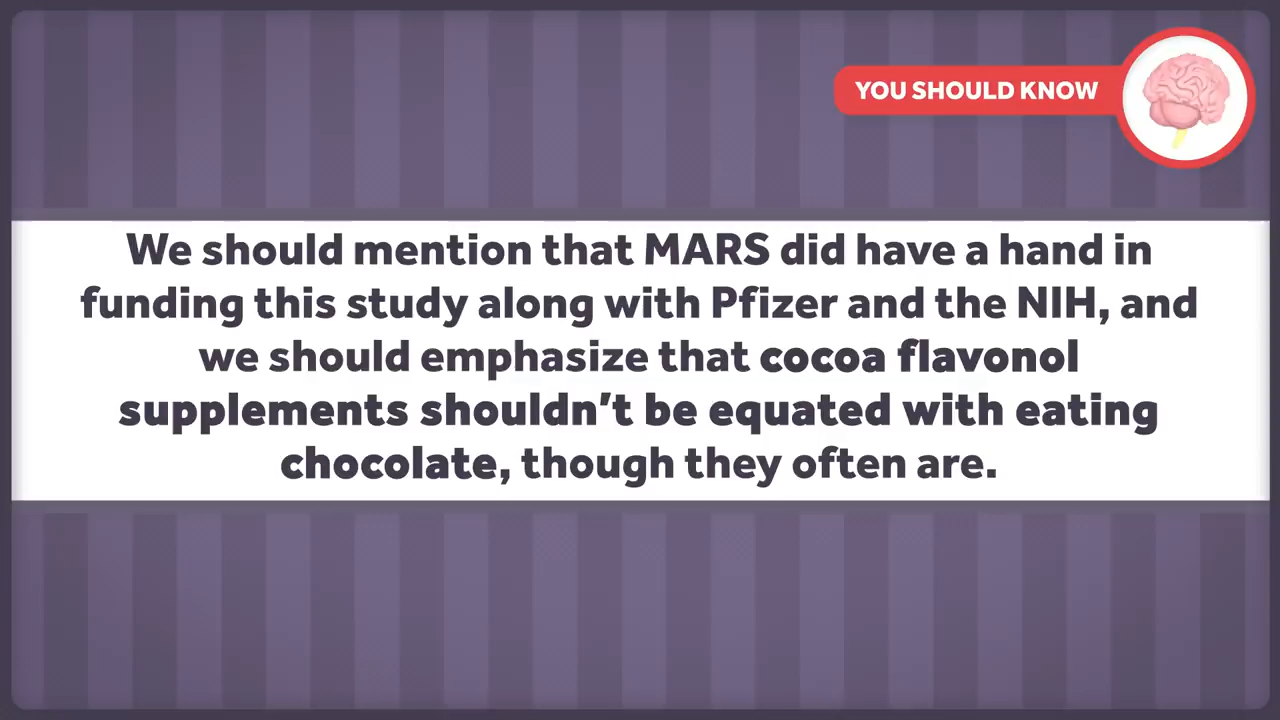 YOU SHOULD KNOW
We should mention that MARS did have a hand in
funding this study along with Pfizer and the NIH, and
we should emphasize that cocoa flavonol
supplements shouldn’t be equated with eating
chocolate, though they often are.